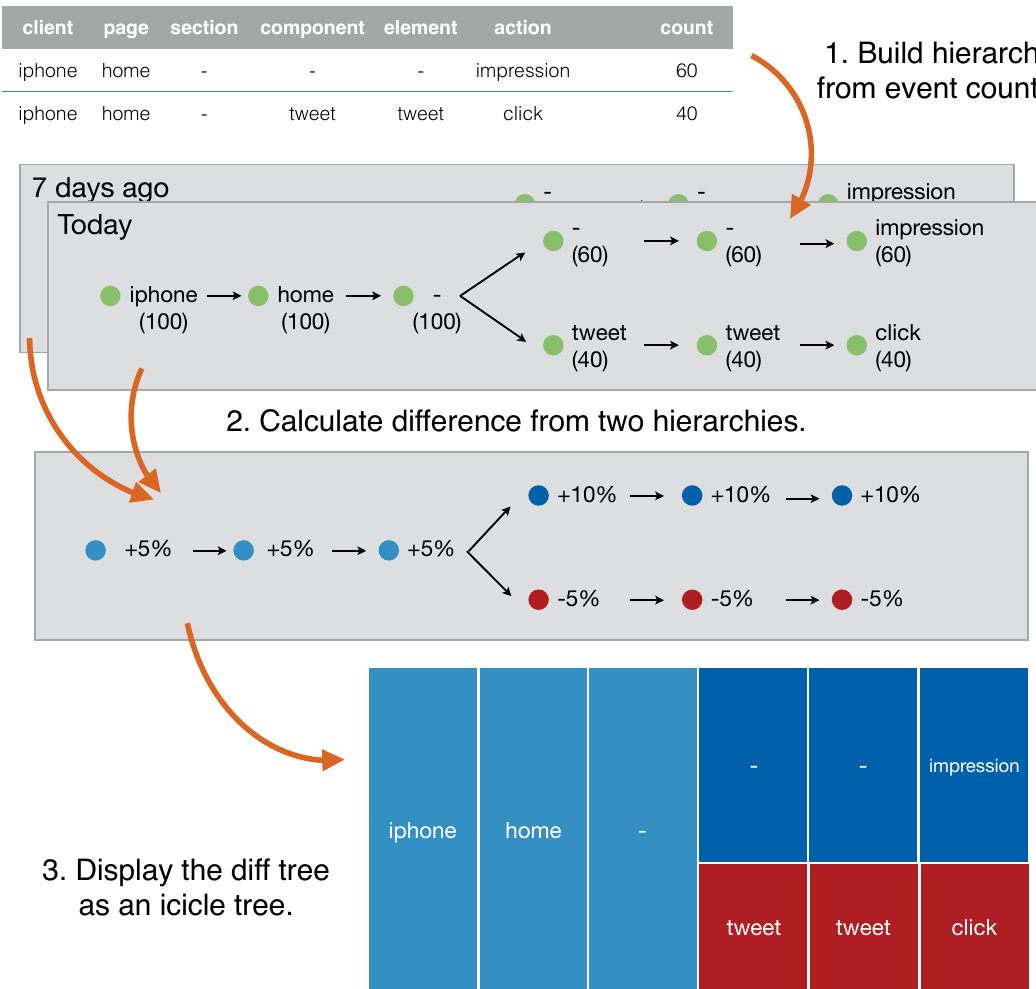 client page section component element action count
iphone home - - - impression 60
iphone home - tweet tweet click 40
1. Build hierarch
from event count
7 days ago
- - impression
Today
- - impression
(60) (60) (60)
iphone home -
(100) (100) (100)
tweet tweet click
(40) (40) (40)
2. Calculate difference from two hierarchies.
+10% +10% +10%
+5% +5% +5%
-5% -5% -5%
- - impression
iphone home -
3. Display the diff tree
as an icicle tree.
tweet tweet click